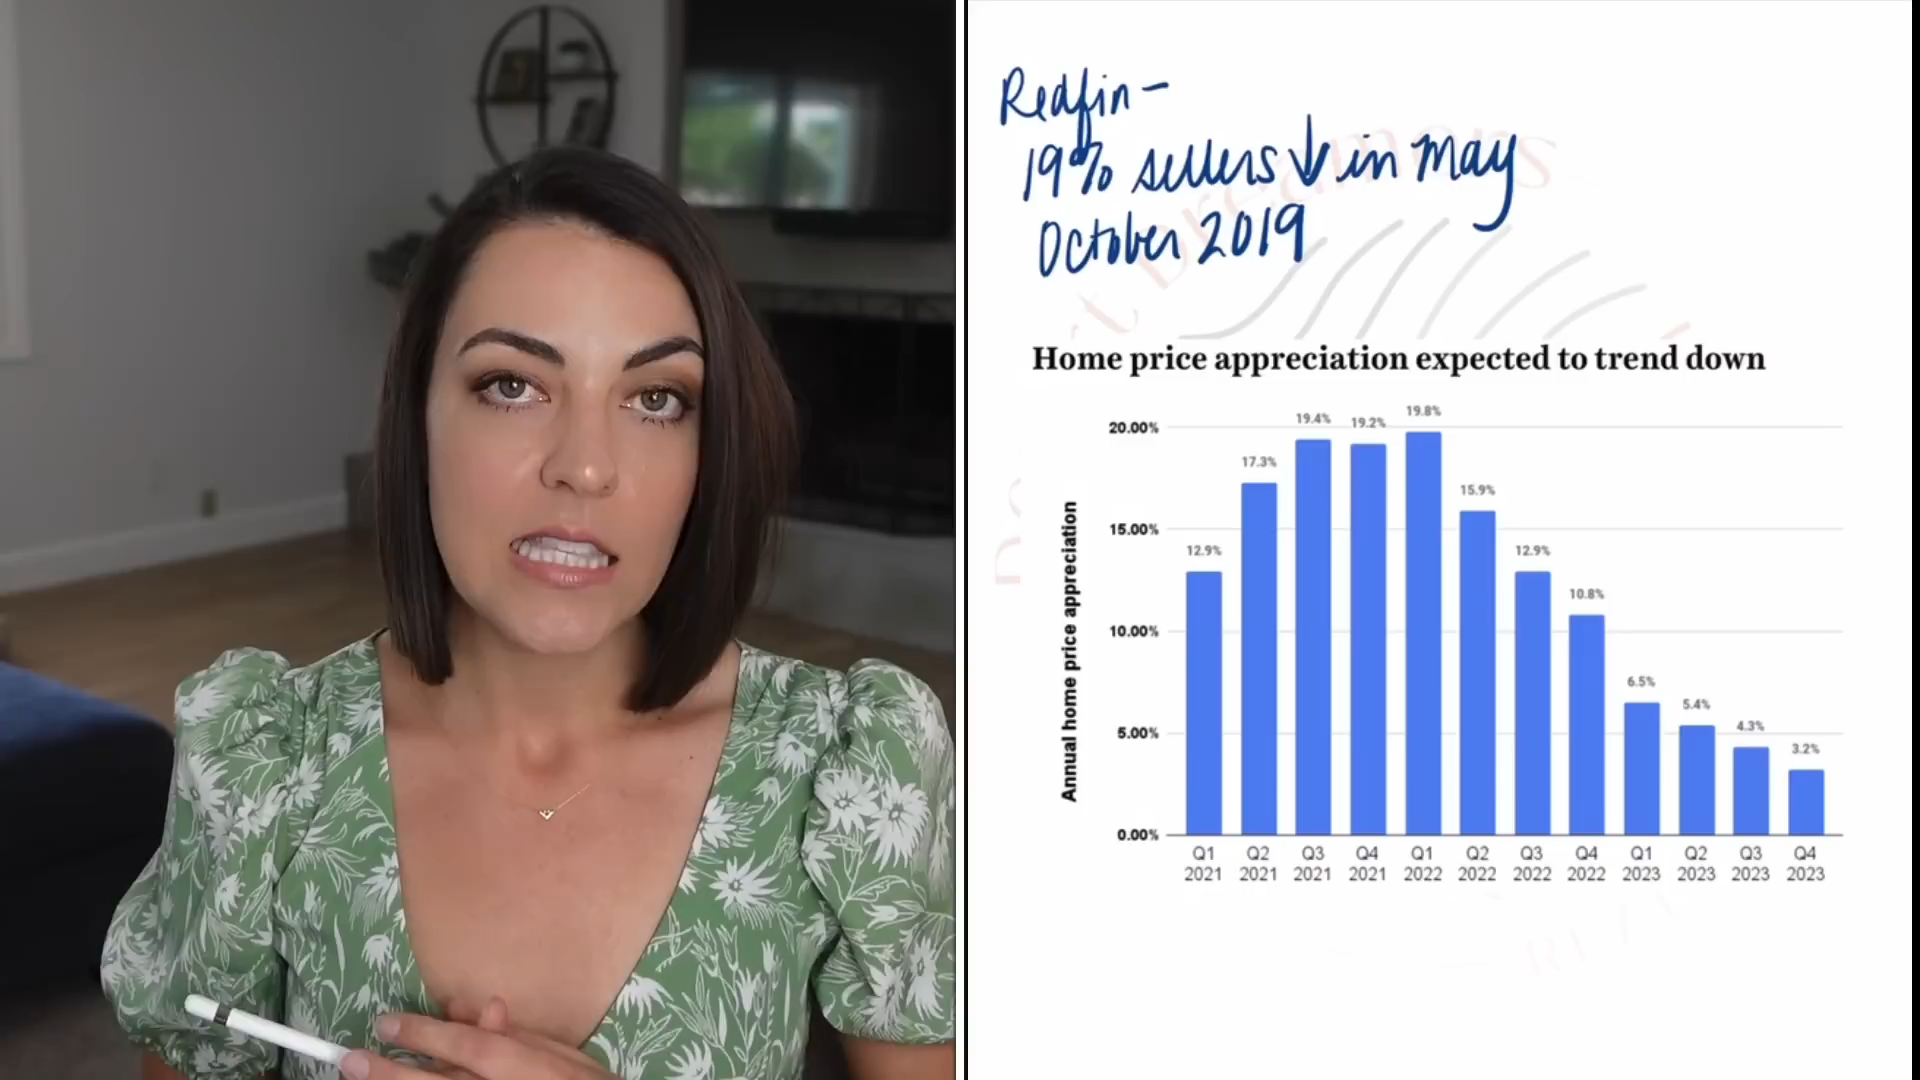 Redfin -
19% sellers ↓ in may
October 2019
Home price appreciation expected to trend down
Annual home price appreciation
20.00%
15.00%
10.00%
5.00%
0.00%
12.9%
17.3%
19.4%
19.2%
19.8%
15.9%
12.9%
10.8%
6.5%
5.4%
4.3%
3.2%
Q1 Q2 Q3 Q4 Q1 Q2 Q3 Q4 Q1 Q2 Q3 Q4
2021 2021 2021 2021 2022 2022 2022 2022 2023 2023 2023 2023